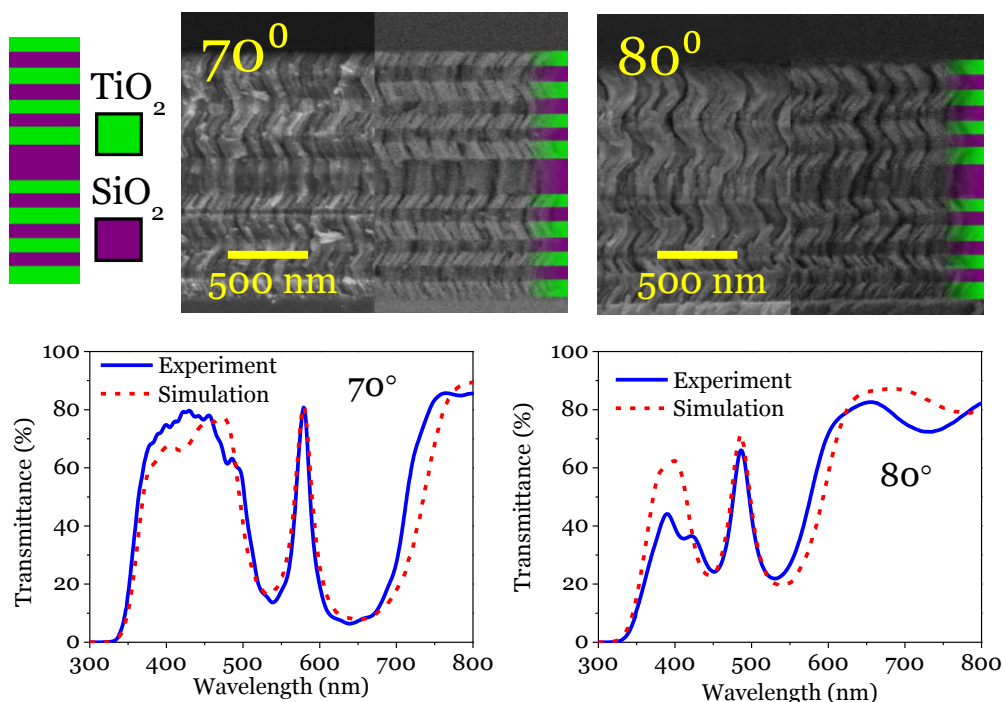 TiO2
SiO2
70⁰
500 nm
80⁰
500 nm
100
80
60
40
20
0
Transmittance (%)
Experiment
Simulation
70°
300 400 500 600 700 800
Wavelength (nm)
100
80
60
40
20
0
Transmittance (%)
Experiment
Simulation
80°
300 400 500 600 700 800
Wavelength (nm)